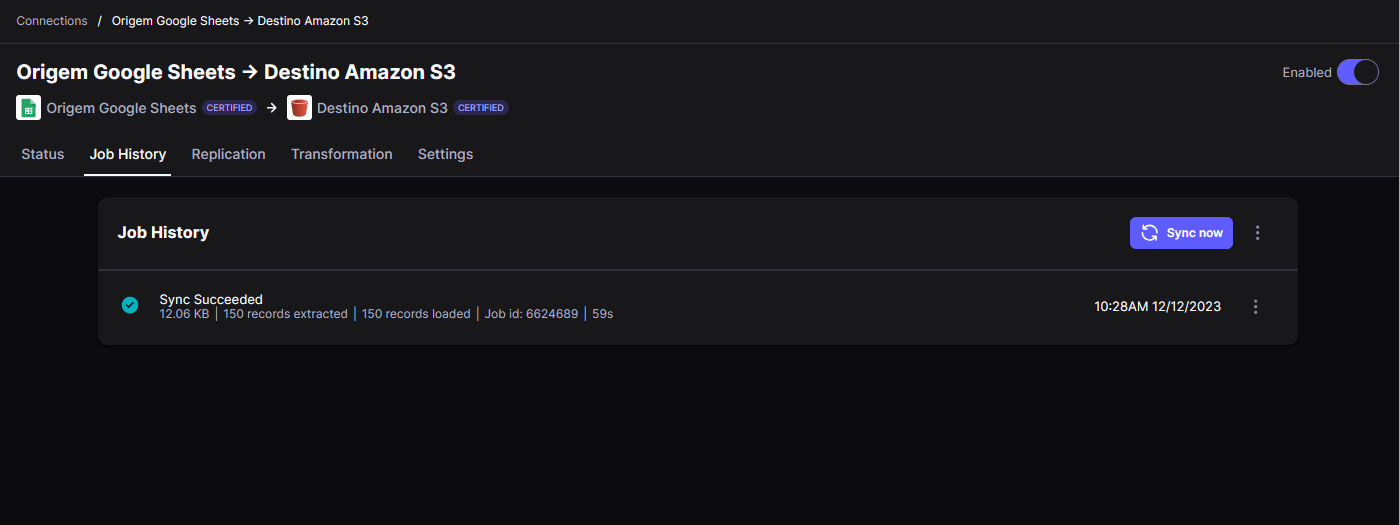 Connections / Origem Google Sheets → Destino Amazon S3
Origem Google Sheets → Destino Amazon S3
Enabled
Origem Google Sheets CERTIFIED → Destino Amazon S3 CERTIFIED
Status Job History Replication Transformation Settings
Job History
Sync now
Sync Succeeded
12.06 KB | 150 records extracted | 150 records loaded | Job id: 6624689 | 59s
10:28AM 12/12/2023